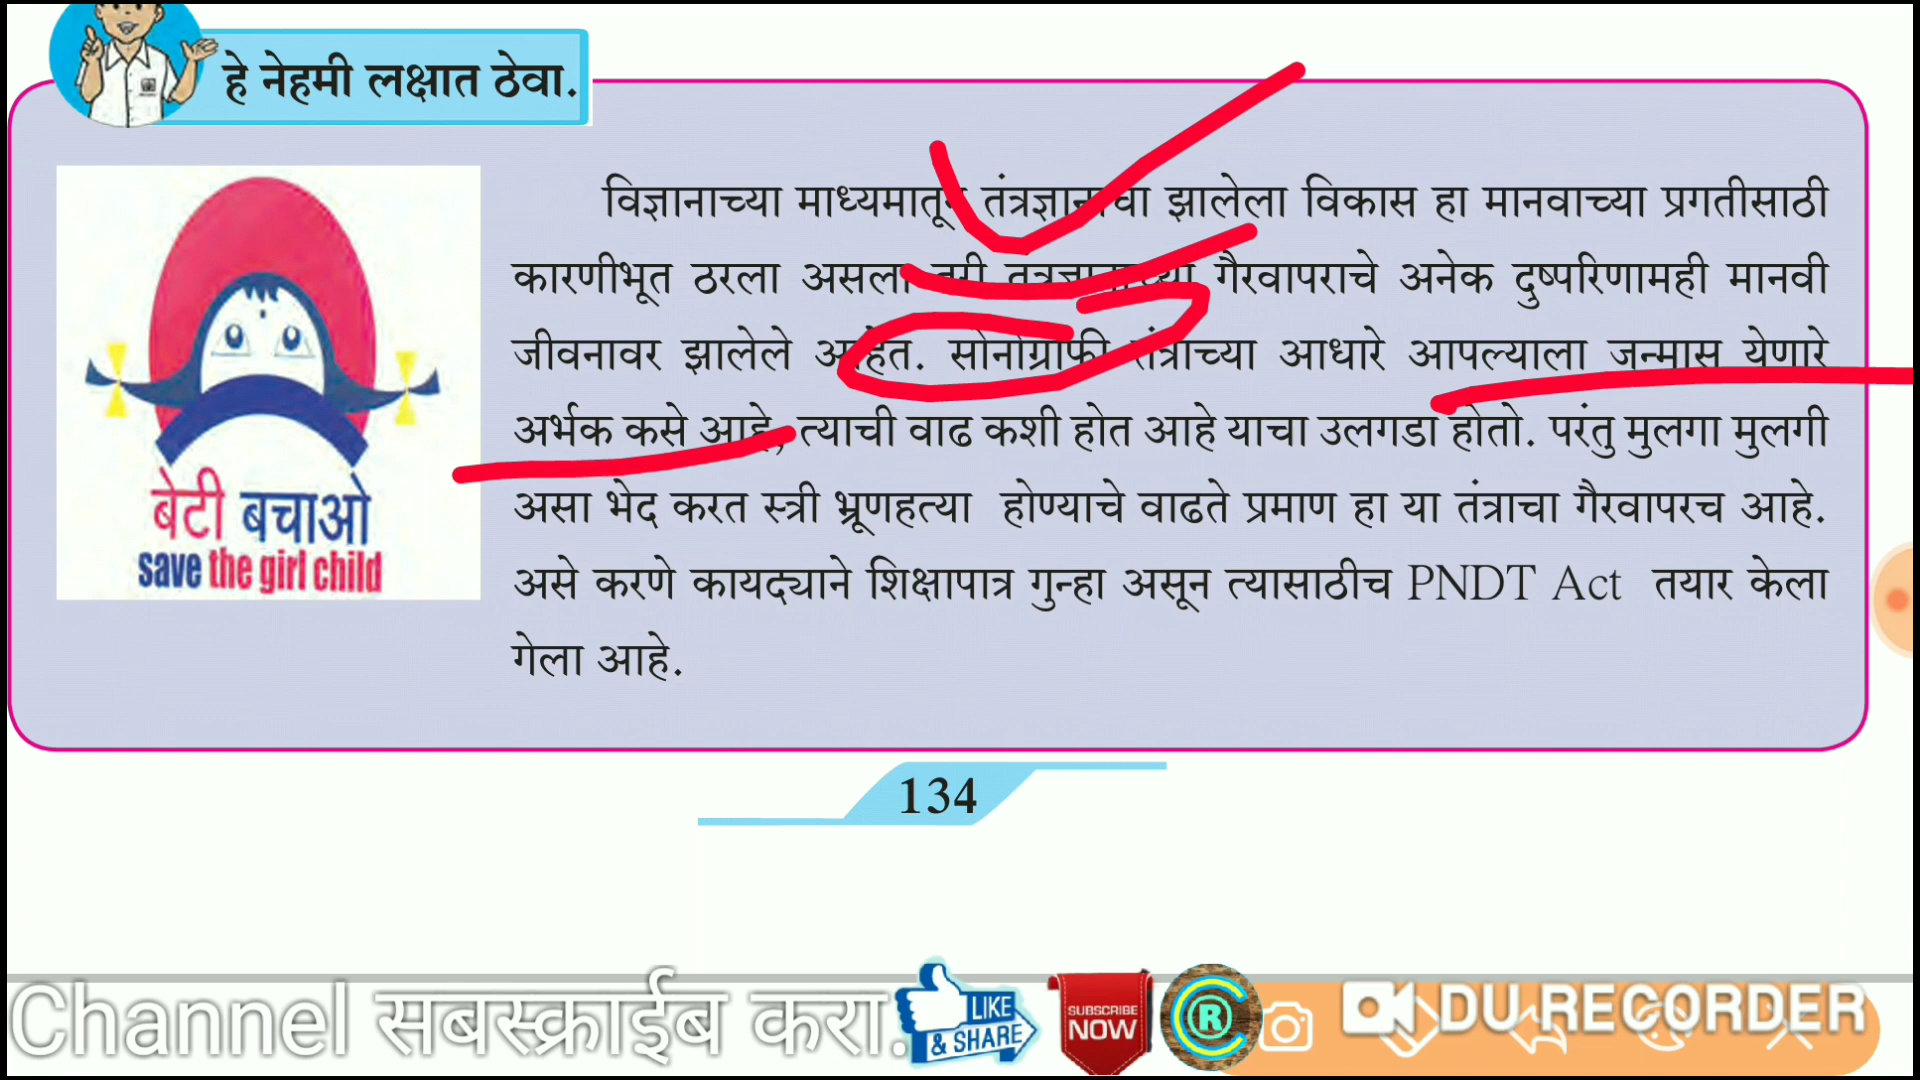 हे नेहमी लक्षात ठेवा.
विज्ञानाच्या माध्यमातून तंत्रज्ञानाचा झालेला विकास हा मानवाच्या प्रगतीसाठी
कारणीभूत ठरला असला तरी तंत्रज्ञानाच्या गैरवापराचे अनेक दुष्परिणामही मानवी
जीवनावर झालेले आहेत. सोनोग्राफी तंत्राच्या आधारे आपल्याला जन्मास येणारे
अर्भक कसे आहे, त्याची वाढ कशी होत आहे याचा उलगडा होतो. परंतु मुलगा मुलगी
असा भेद करत स्त्री भ्रूणहत्या होण्याचे वाढते प्रमाण हा या तंत्राचा गैरवापरच आहे.
असे करणे कायद्याने शिक्षापात्र गुन्हा असून त्यासाठीच PNDT Act तयार केला
गेला आहे.
बेटी बचाओ
save the girl child
134
Channel सबस्क्राईब करा.
LIKE
& SHARE
SUBSCRIBE
NOW
R
DU RECORDER